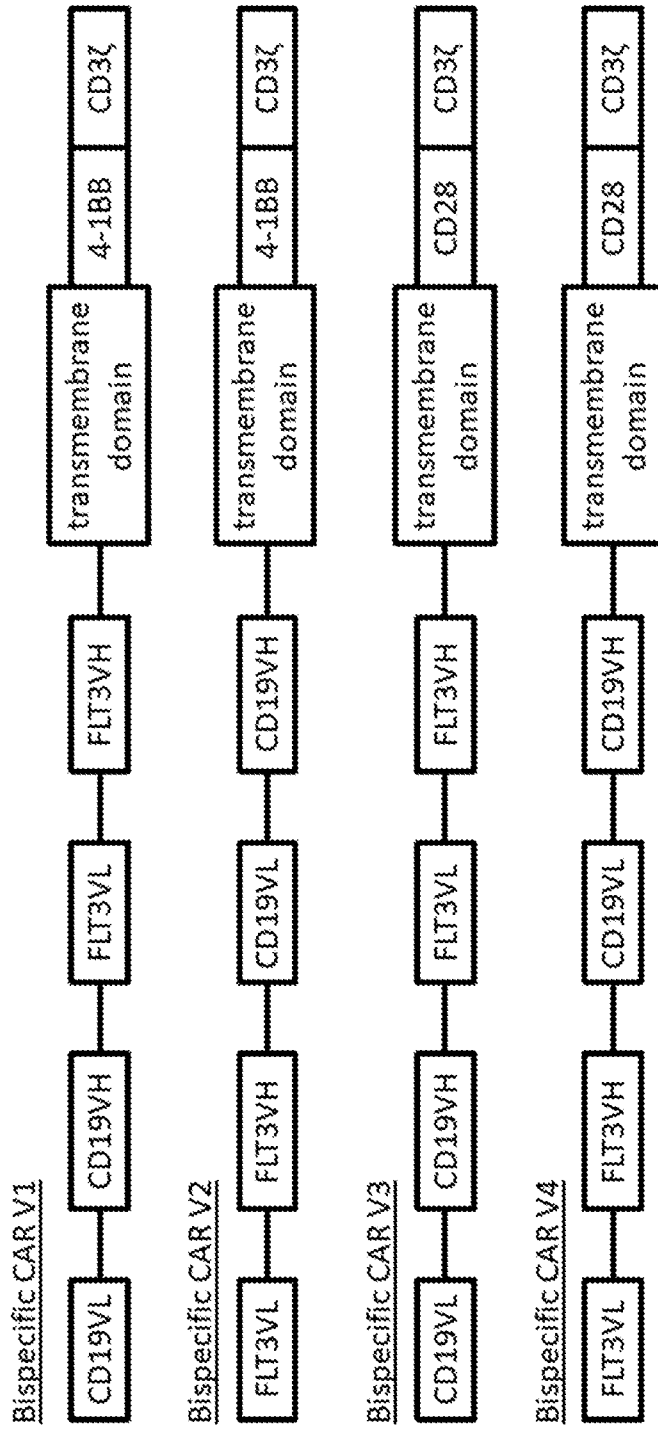 Bispecific CAR V1
CD19VL CD19VH FLT3VL FLT3VH transmembrane domain 4-1BB CD3ζ
Bispecific CAR V2
FLT3VL FLT3VH CD19VL CD19VH transmembrane domain 4-1BB CD3ζ
Bispecific CAR V3
CD19VL CD19VH FLT3VL FLT3VH transmembrane domain CD28 CD3ζ
Bispecific CAR V4
FLT3VL FLT3VH CD19VL CD19VH transmembrane domain CD28 CD3ζ